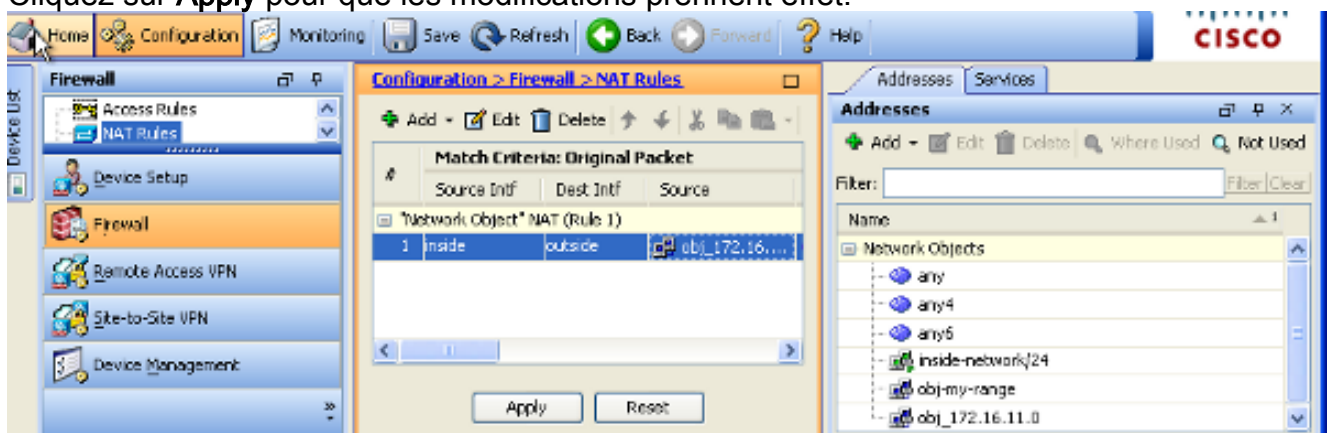 Cliquez sur Apply pour que les modifications prennent effet.
Home Configuration Monitoring Save Refresh Back Forward Help
CISCO
Device List
Firewall
Access Rules
NAT Rules
Device Setup
Firewall
Remote Access VPN
Site-to-Site VPN
Device Management
Configuration > Firewall > NAT Rules
Add Edit Delete
# Match Criteria: Original Packet
Source Intf Dest Intf Source
"Network Object" NAT (Rule 1)
1 inside outside obj_172.16....
Apply Reset
Addresses Services
Addresses
Add Edit Delete Where Used Not Used
Filter: Filter Clear
Name 1
Network Objects
any
any4
any6
inside-network/24
obj-my-range
obj_172.16.11.0